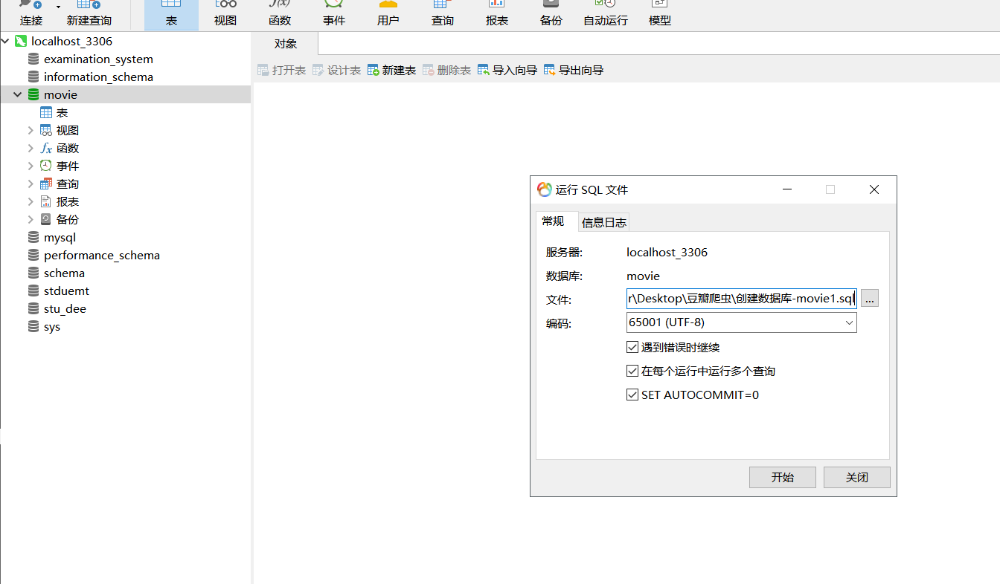 连接 新建查询 表 视图 函数 事件 用户 查询 报表 备份 自动运行 模型
localhost_3306
examination_system
information_schema
movie
表
视图
函数
事件
查询
报表
备份
mysql
performance_schema
schema
stduemt
stu_dee
sys
对象
打开表 设计表 新建表 删除表 导入向导 导出向导
运行 SQL 文件
常规 信息日志
服务器: localhost_3306
数据库: movie
文件: r\Desktop\豆瓣爬虫\创建数据库-movie1.sql ...
编码: 65001 (UTF-8)
遇到错误时继续
在每个运行中运行多个查询
SET AUTOCOMMIT=0
开始 关闭